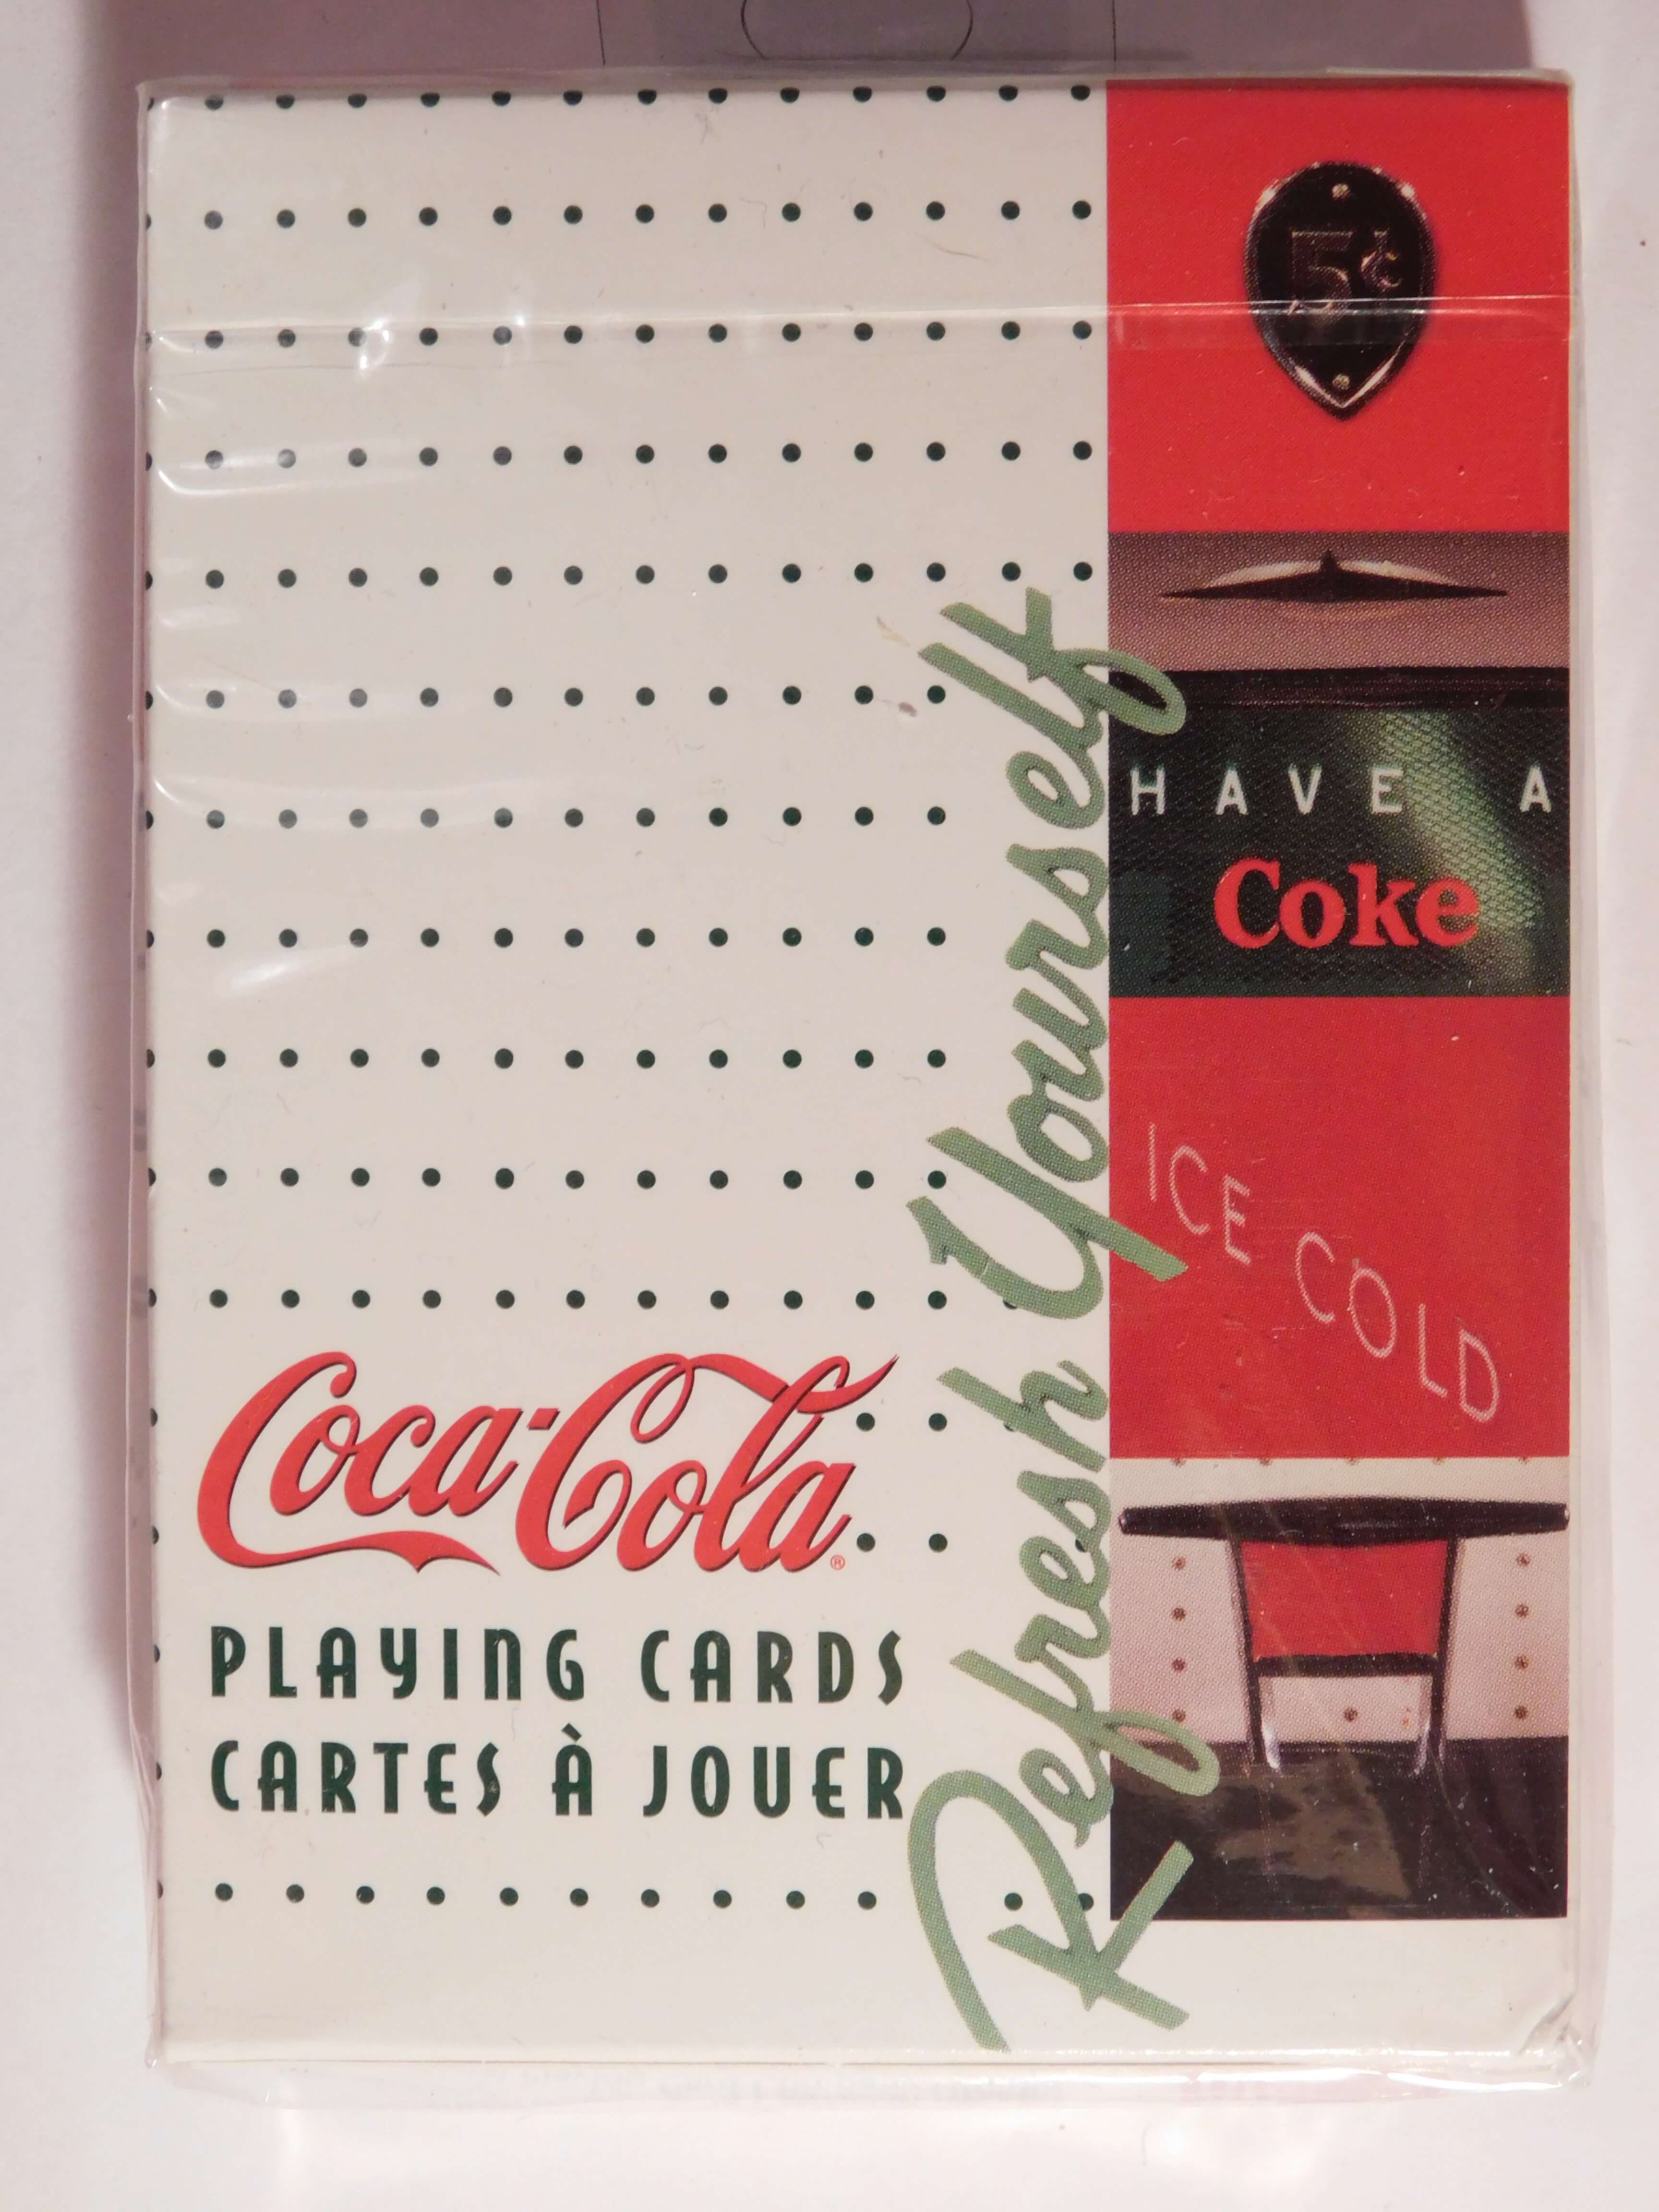 5¢
HAVE A
Coke
ICE COLD
Refresh Yourself
Coca-Cola®
PLAYING CARDS
CARTES À JOUER